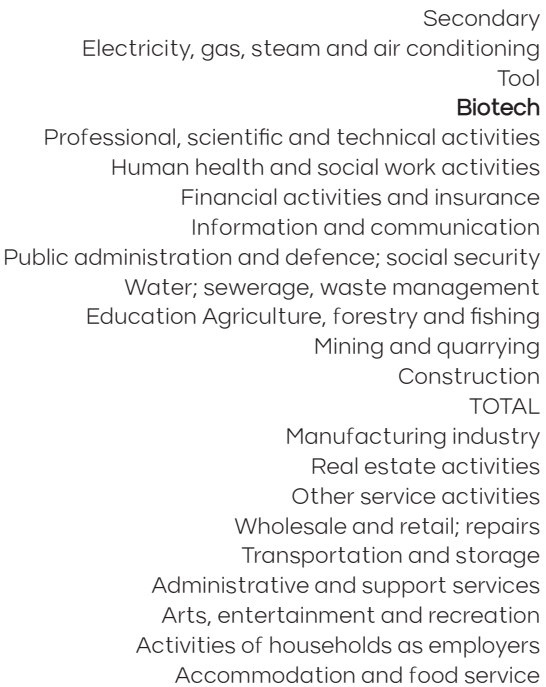 Secondary
Electricity, gas, steam and air conditioning
Tool
Biotech
Professional, scientific and technical activities
Human health and social work activities
Financial activities and insurance
Information and communication
Public administration and defence; social security
Water; sewerage, waste management
Education Agriculture, forestry and fishing
Mining and quarrying
Construction
TOTAL
Manufacturing industry
Real estate activities
Other service activities
Wholesale and retail; repairs
Transportation and storage
Administrative and support services
Arts, entertainment and recreation
Activities of households as employers
Accommodation and food service